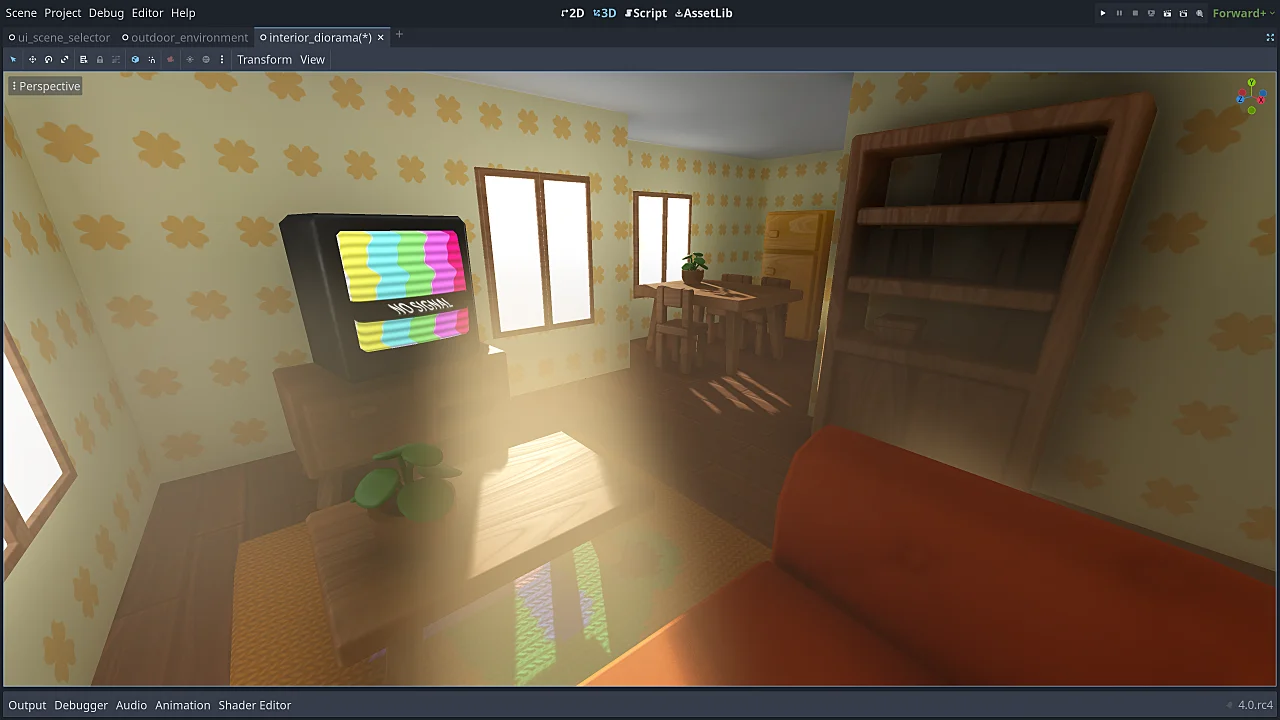 Scene Project Debug Editor Help
2D 3D Script AssetLib
Forward+
ui_scene_selector outdoor_environment interior_diorama(*)
Transform View
Perspective
Y
Z X
NO SIGNAL
Output Debugger Audio Animation Shader Editor
4.0.rc4